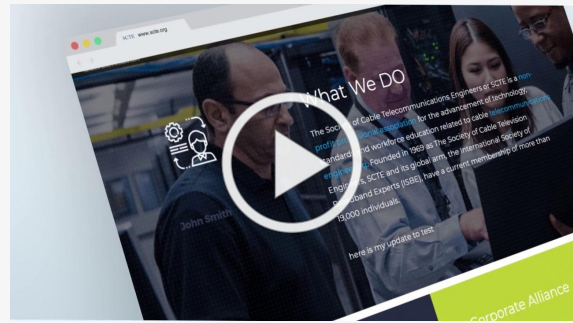 SCTE www.scte.org
What We DO
The Society of Cable Telecommunications Engineers or SCTE is a non-
profit professional association for the advancement of technology,
standards and workforce education related to cable telecommunications
engineering. Founded in 1969 as The Society of Cable Television
Engineers, SCTE and its global arm, the International Society of
Broadband Experts (ISBE), have a current membership of more than
19,000 individuals.
John Smith
here is my update to test
Corporate Alliance